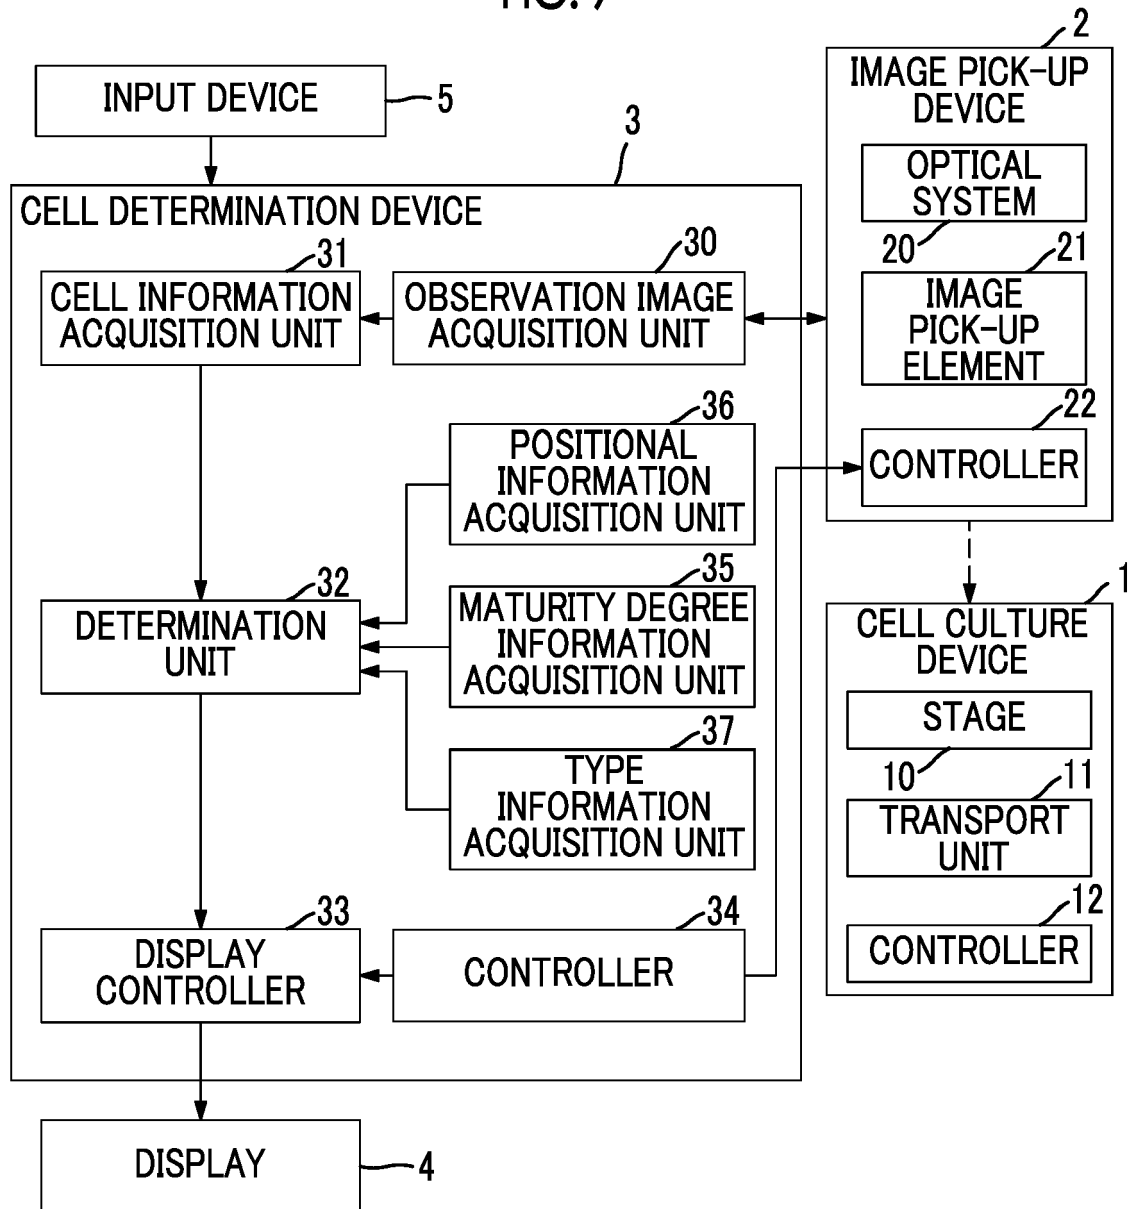 2
IMAGE PICK-UP
DEVICE
INPUT DEVICE
5
3
OPTICAL
SYSTEM
20
CELL DETERMINATION DEVICE
31
CELL INFORMATION
ACQUISITION UNIT
30
OBSERVATION IMAGE
ACQUISITION UNIT
21
IMAGE
PICK-UP
ELEMENT
36
POSITIONAL
INFORMATION
ACQUISITION UNIT
22
CONTROLLER
32
DETERMINATION
UNIT
35
MATURITY DEGREE
INFORMATION
ACQUISITION UNIT
1
CELL CULTURE
DEVICE
STAGE
10
37
TYPE
INFORMATION
ACQUISITION UNIT
11
TRANSPORT
UNIT
33
DISPLAY
CONTROLLER
34
CONTROLLER
12
CONTROLLER
DISPLAY
4